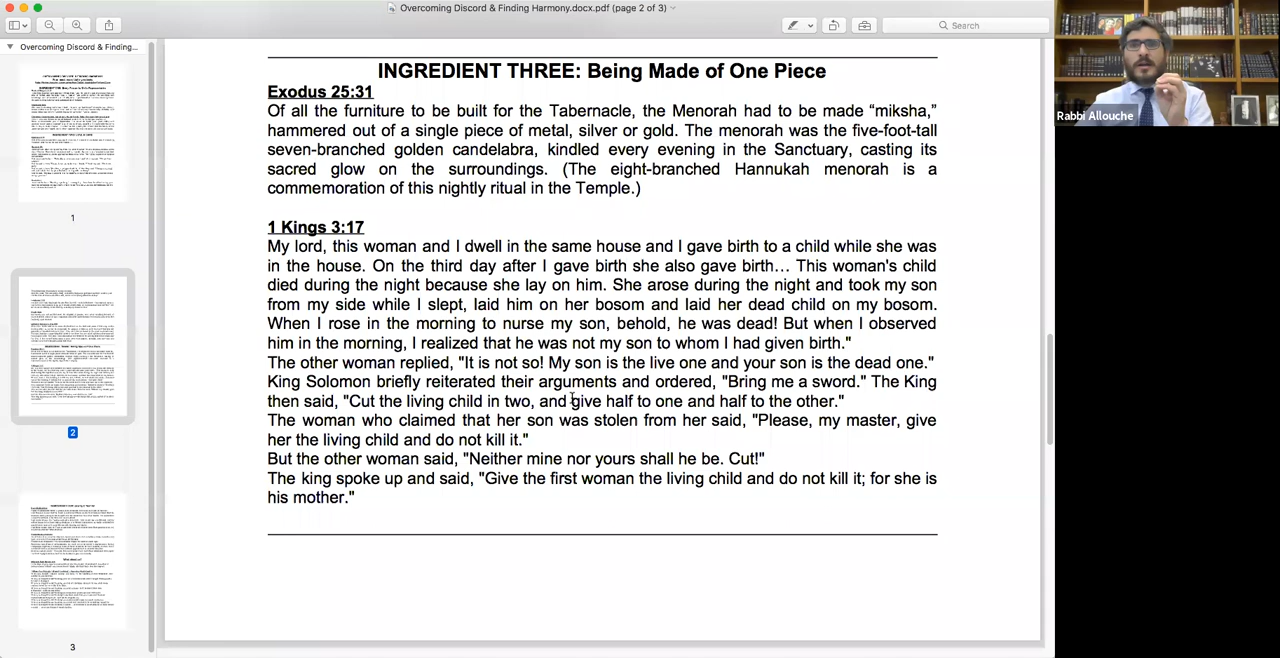 Overcoming Discord & Finding Harmony.docx.pdf (page 2 of 3)
Search
Overcoming Discord & Finding...
1
2
3
INGREDIENT THREE: Being Made of One Piece
Exodus 25:31
Of all the furniture to be built for the Tabernacle, the Menorah had to be made “miksha,”
hammered out of a single piece of metal, silver or gold. The menorah was the five-foot-tall
seven-branched golden candelabra, kindled every evening in the Sanctuary, casting its
sacred glow on the surroundings. (The eight-branched Hannukah menorah is a
commemoration of this nightly ritual in the Temple.)
1 Kings 3:17
My lord, this woman and I dwell in the same house and I gave birth to a child while she was
in the house. On the third day after I gave birth she also gave birth… This woman's child
died during the night because she lay on him. She arose during the night and took my son
from my side while I slept, laid him on her bosom and laid her dead child on my bosom.
When I rose in the morning to nurse my son, behold, he was dead! But when I observed
him in the morning, I realized that he was not my son to whom I had given birth."
The other woman replied, "It is not so! My son is the live one and your son is the dead one."
King Solomon briefly reiterated their arguments and ordered, "Bring me a sword." The King
then said, "Cut the living child in two, and give half to one and half to the other."
The woman who claimed that her son was stolen from her said, "Please, my master, give
her the living child and do not kill it."
But the other woman said, "Neither mine nor yours shall he be. Cut!"
The king spoke up and said, "Give the first woman the living child and do not kill it; for she is
his mother."
Rabbi Allouche